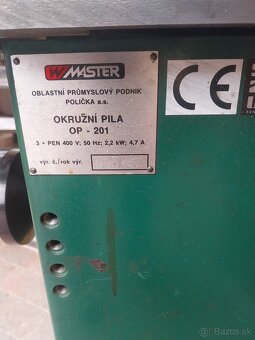 MASTER
OBLASTNÍ PRŮMYSLOVÝ PODNIK
POLIČKA a.s.
OKRUŽNÍ PILA
OP - 201
3 + PEN 400 V; 50 Hz; 2,2 kW; 4,7 A
výr. č./rok výr.
CE
bazos.sk